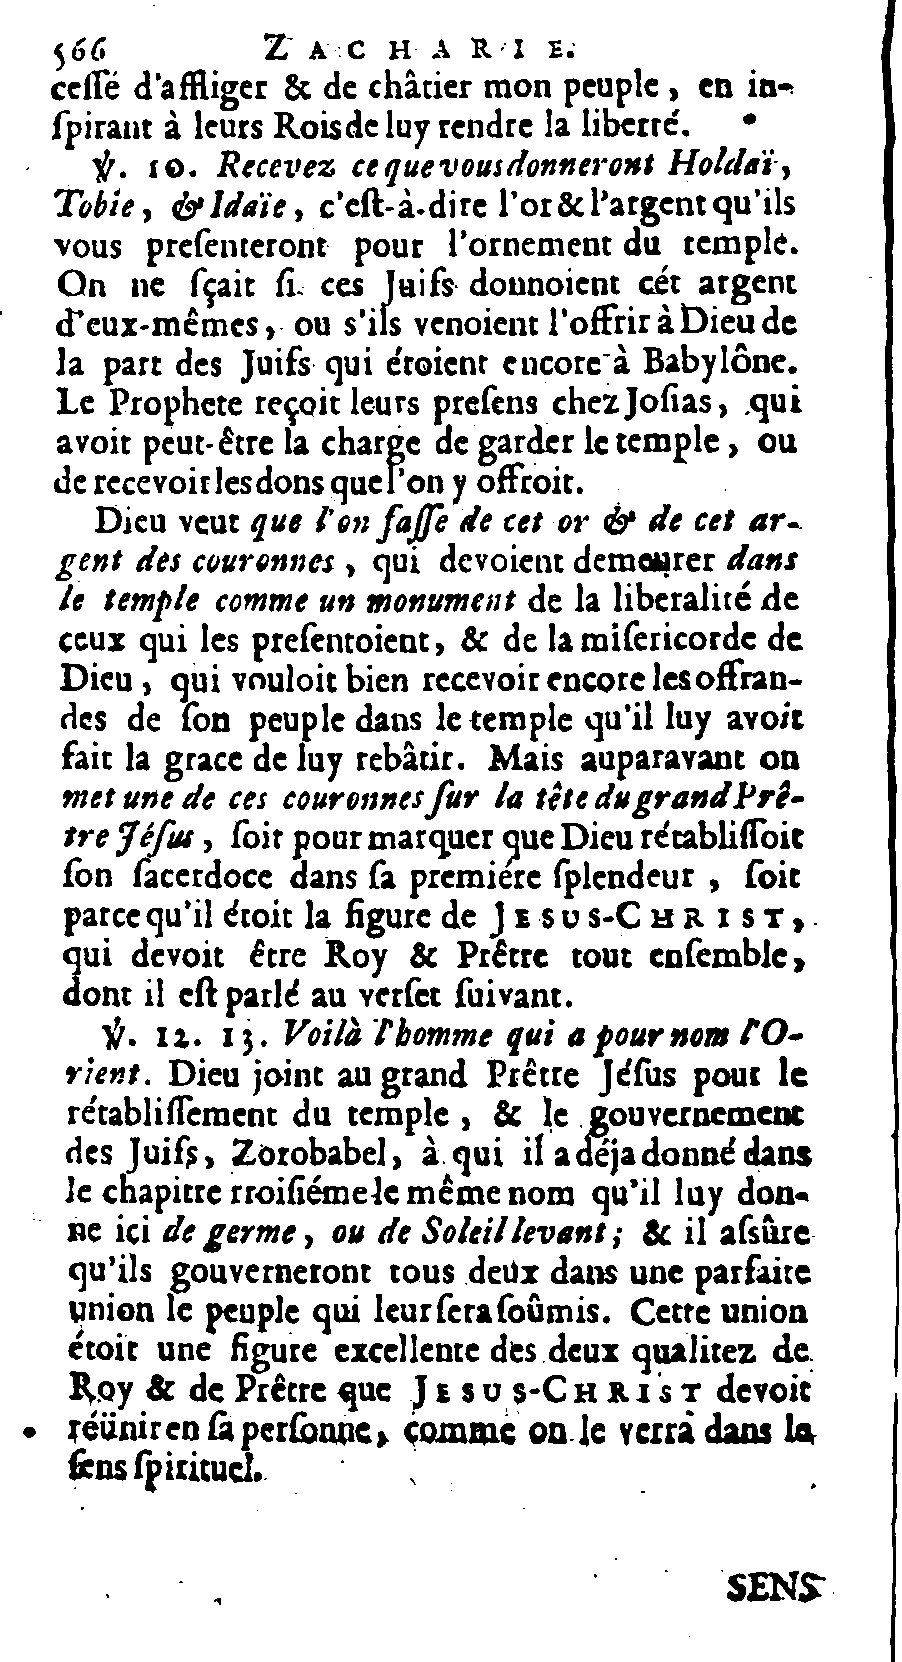 566 ZACHARIE.
ceſſé d'affliger & de châtier mon peuple, en in-
ſpirant à leurs Rois de luy rendre la liberté.
℣. 10. Recevez ce que vous donneront Holdaï,
Tobie, & Idaïe, c'eſt-à-dire l'or & l'argent qu'ils
vous preſenteront pour l'ornement du temple.
On ne ſçait ſi ces Juifs donnoient cét argent
d'eux-mêmes, ou s'ils venoient l'offrir à Dieu de
la part des Juifs qui étoient encore à Babylône.
Le Prophete reçoit leurs preſens chez Joſias, qui
avoit peut-être la charge de garder le temple, ou
de recevoir les dons que l'on y offroit.
Dieu veut que l'on faſſe de cet or & de cet ar-
gent des couronnes, qui devoient demeurer dans
le temple comme un monument de la liberalité de
ceux qui les preſentoient, & de la miſericorde de
Dieu, qui vouloit bien recevoir encore les offran-
des de ſon peuple dans le temple qu'il luy avoit
fait la grace de luy rebâtir. Mais auparavant on
met une de ces couronnes ſur la tête du grand Prê-
tre Jéſus, ſoit pour marquer que Dieu rétabliſſoit
ſon ſacerdoce dans ſa premiére ſplendeur, ſoit
parce qu'il étoit la figure de JESUS-CHRIST,
qui devoit être Roy & Prêtre tout enſemble,
dont il eſt parlé au verſet ſuivant.
℣. 12. 13. Voilà l'homme qui a pour nom l'O-
rient. Dieu joint au grand Prêtre Jéſus pour le
rétabliſſement du temple, & le gouvernement
des Juifs, Zorobabel, à qui il a déja donné dans
le chapitre troiſiéme le même nom qu'il luy don-
ne ici de germe, ou de Soleil levant; & il aſsûre
qu'ils gouverneront tous deux dans une parfaite
union le peuple qui leur ſera ſoûmis. Cette union
étoit une figure excellente des deux qualitez de
Roy & de Prêtre que JESUS-CHRIST devoit
réünir en ſa perſonne, comme on le verra dans le
ſens ſpirituel.
SENS